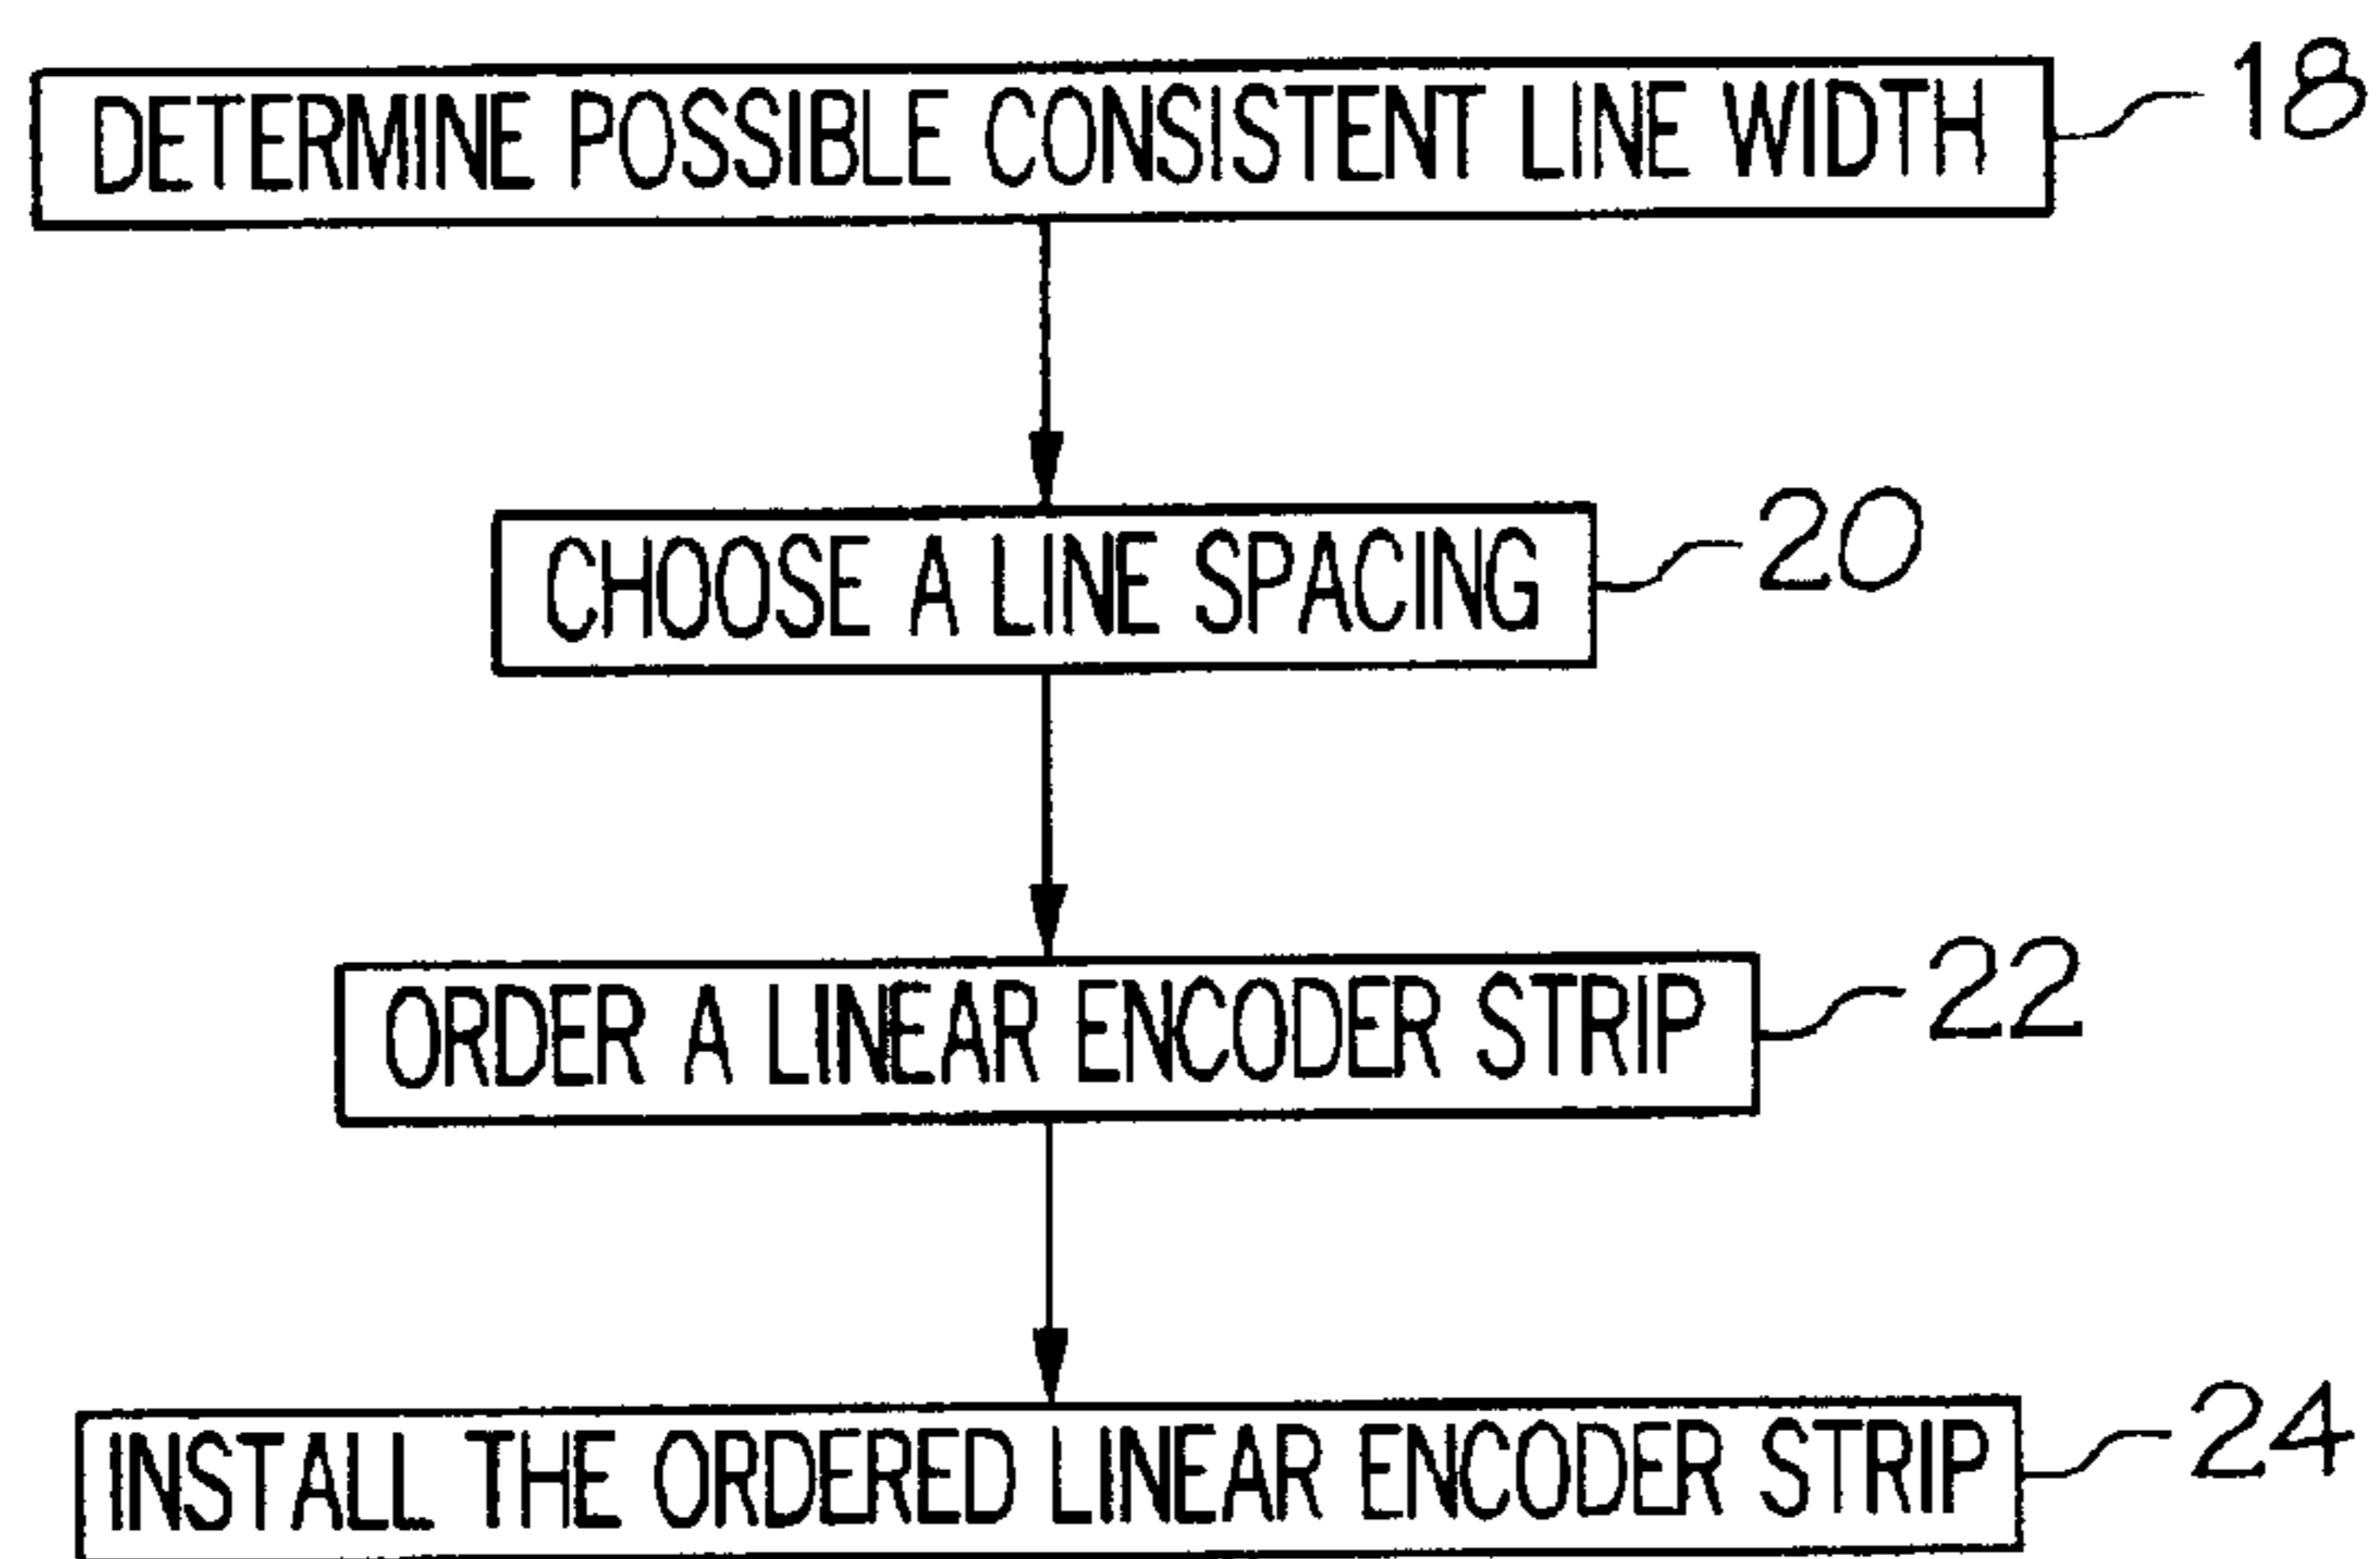 DETERMINE POSSIBLE CONSISTENT LINE WIDTH 18
CHOOSE A LINE SPACING 20
ORDER A LINEAR ENCODER STRIP 22
INSTALL THE ORDERED LINEAR ENCODER STRIP 24